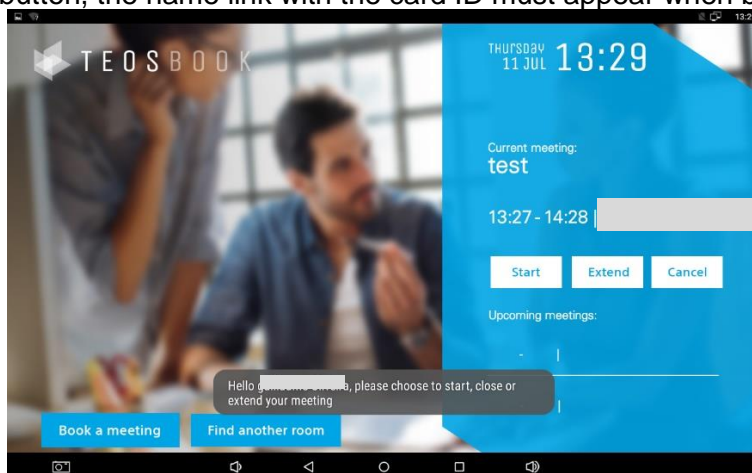 button, the name link with the card ID must appear when b
13:2
TEOSBOOK
THURSDAY
11 JUL
13:29
Current meeting:
test
13:27 - 14:28 |
Start
Extend
Cancel
Upcoming meetings:
- |
|
Hello , please choose to start, close or
extend your meeting
Book a meeting
Find another room